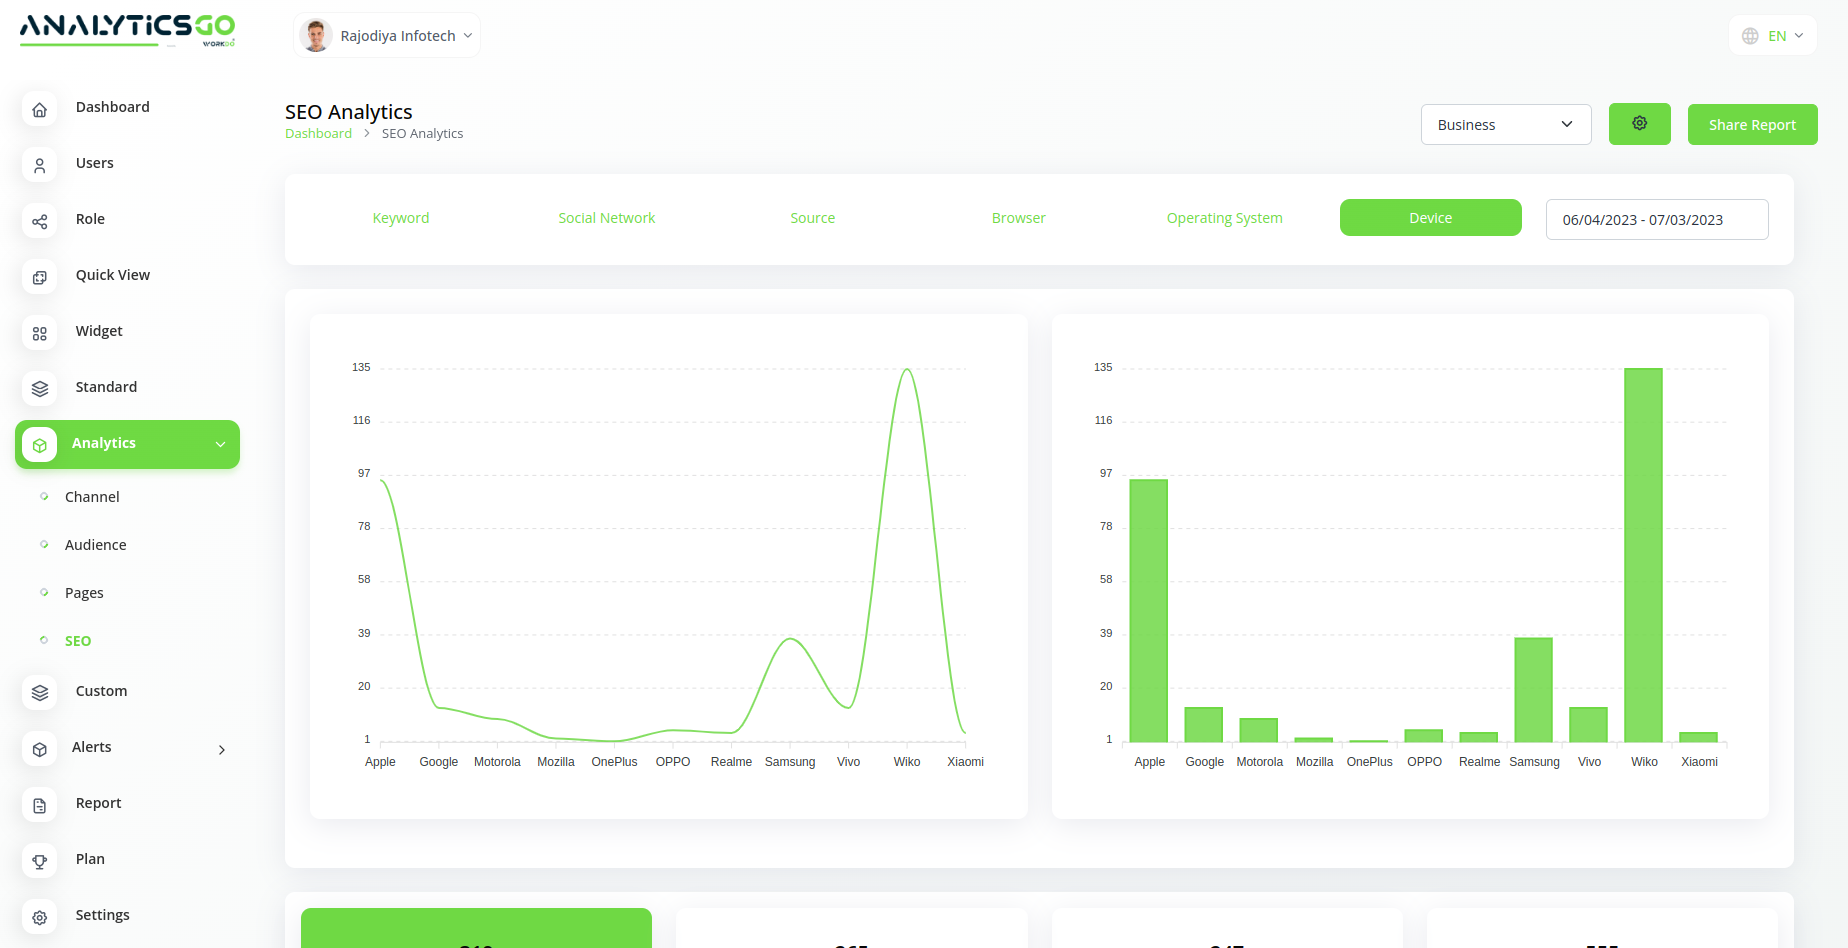 ANALYTiCSGO
WORKDO
Rajodiya Infotech
EN
Dashboard
Users
Role
Quick View
Widget
Standard
Analytics
Channel
Audience
Pages
SEO
Custom
Alerts
Report
Plan
Settings
SEO Analytics
Dashboard > SEO Analytics
Business
Share Report
Keyword Social Network Source Browser Operating System Device 06/04/2023 - 07/03/2023
135
116
97
78
58
39
20
1
Apple Google Motorola Mozilla OnePlus OPPO Realme Samsung Vivo Wiko Xiaomi
135
116
97
78
58
39
20
1
Apple Google Motorola Mozilla OnePlus OPPO Realme Samsung Vivo Wiko Xiaomi